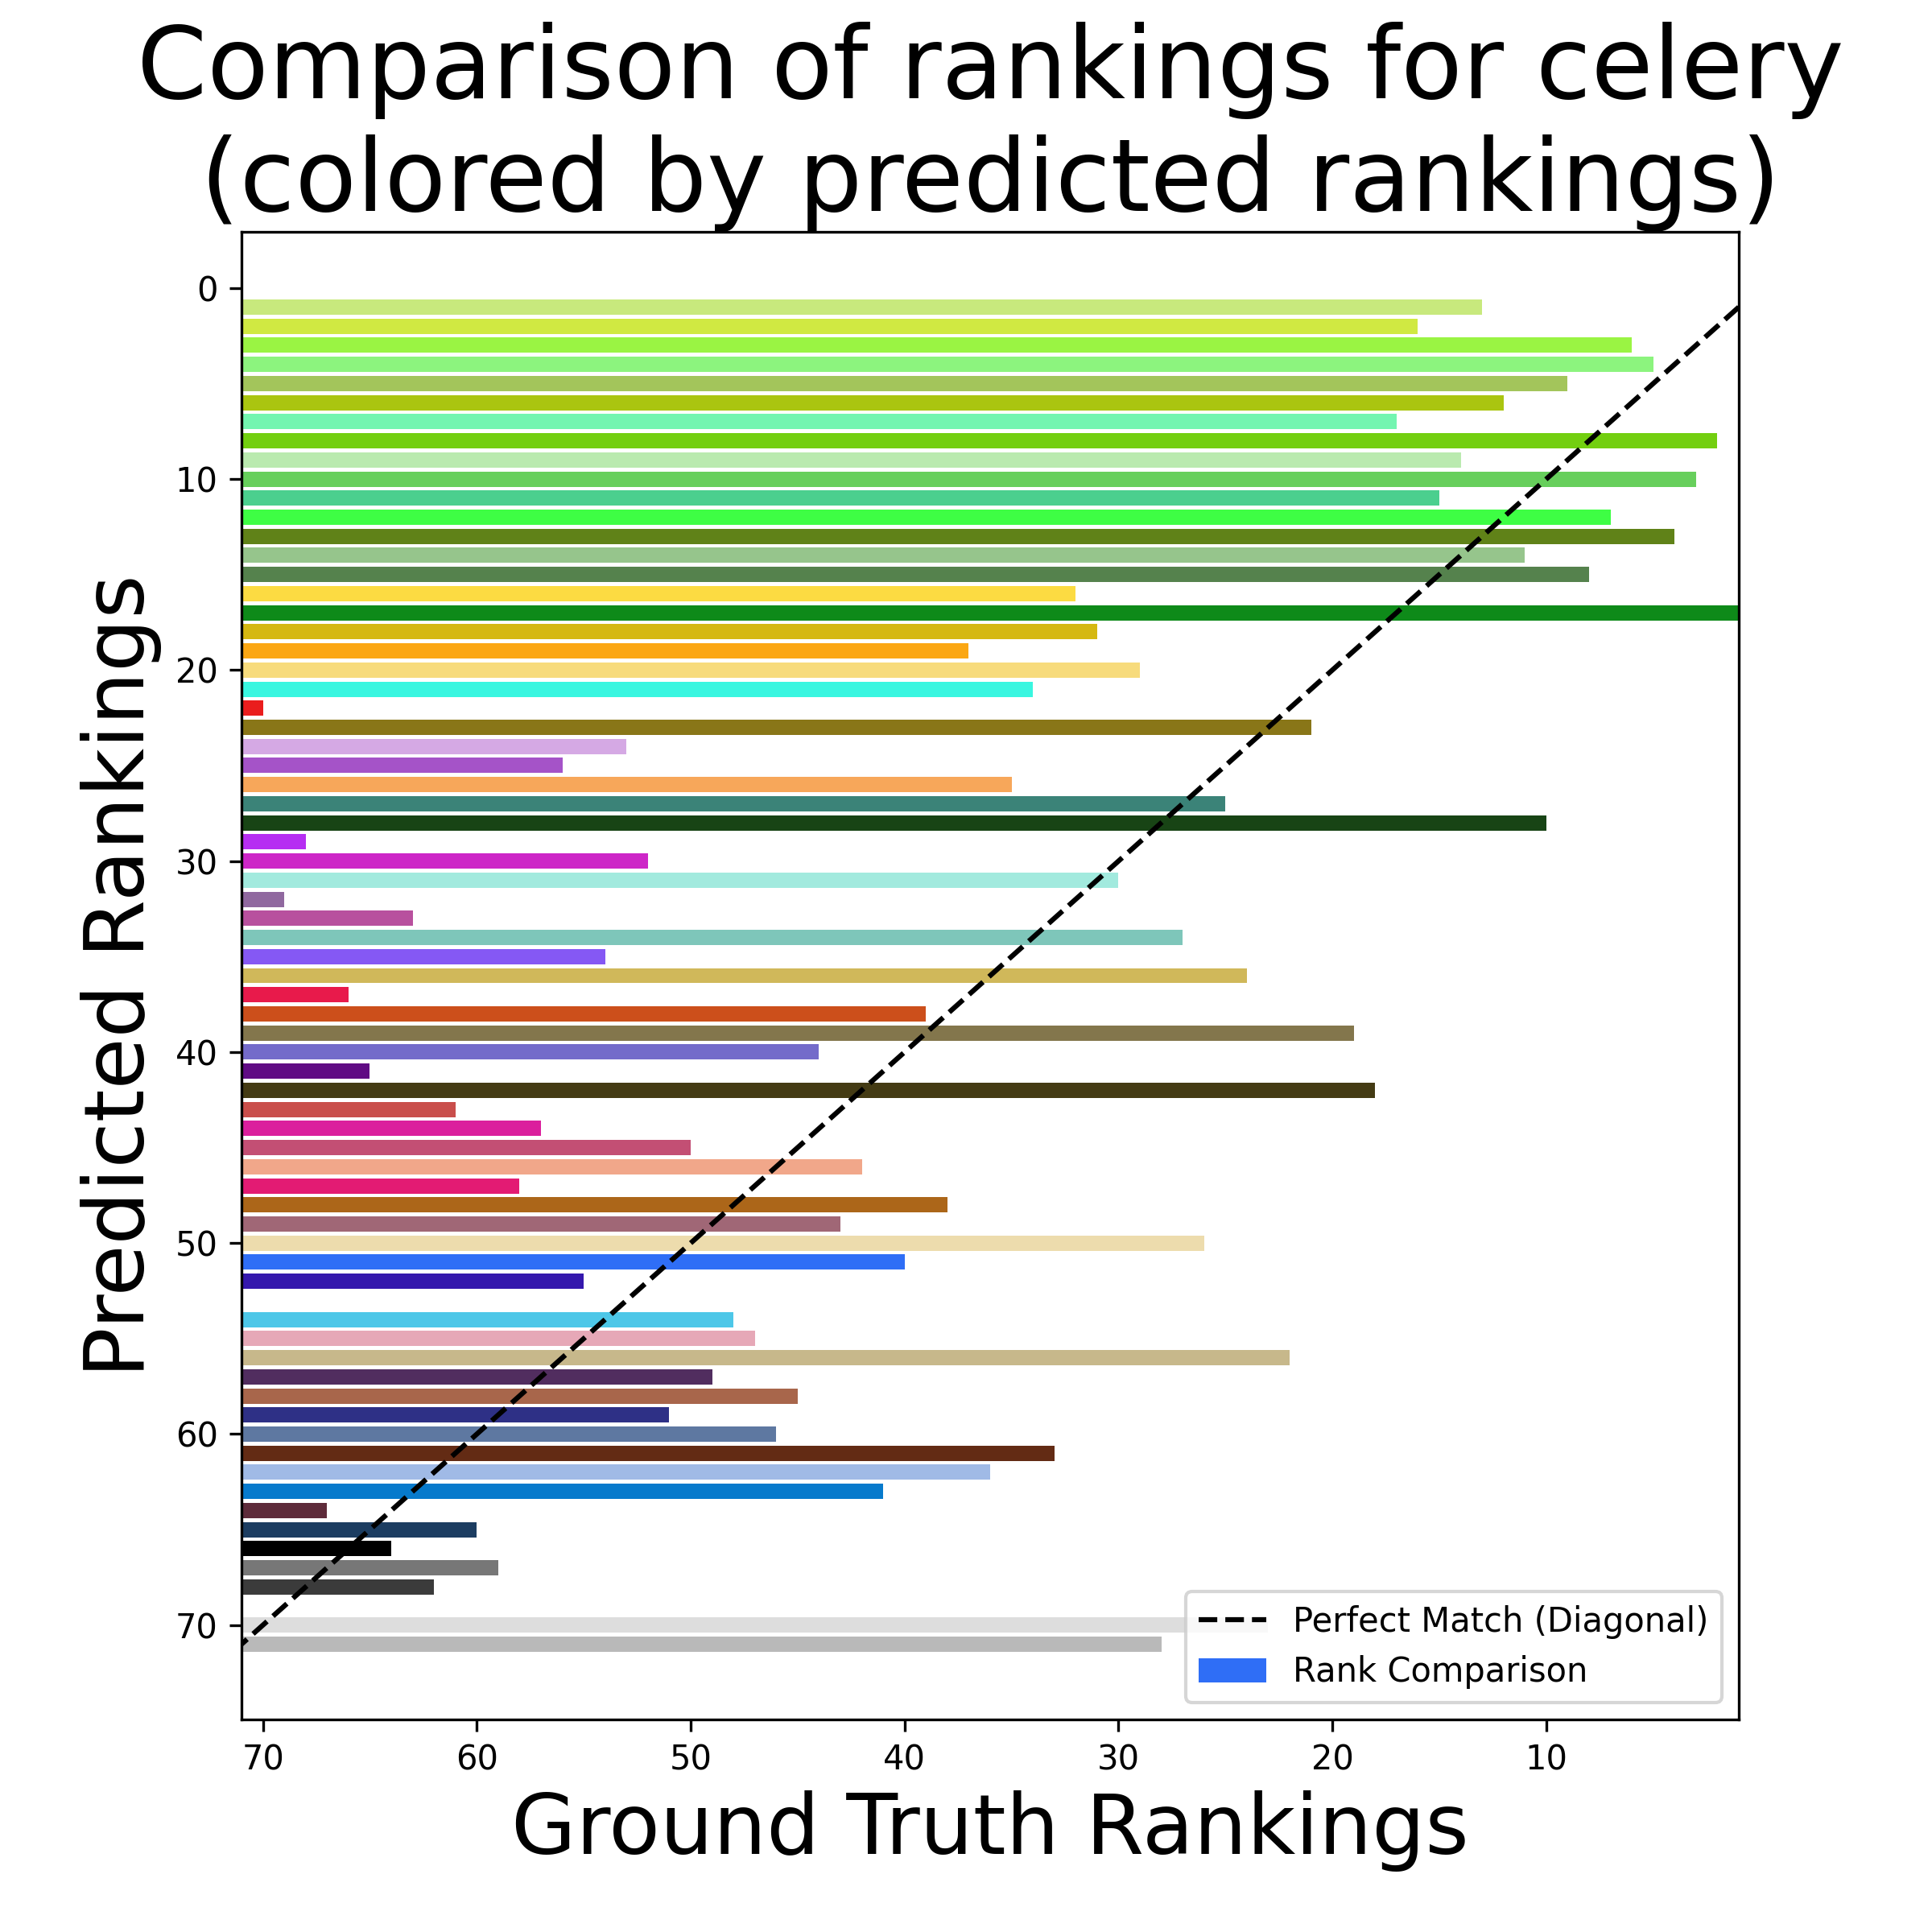 Comparison of rankings for celery
(colored by predicted rankings)
Predicted Rankings
0
10
20
30
40
50
60
70
Perfect Match (Diagonal)
Rank Comparison
70 60 50 40 30 20 10
Ground Truth Rankings